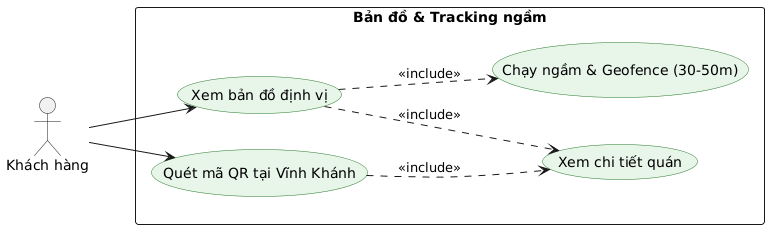 Bản đồ & Tracking ngầm
Chạy ngầm & Geofence (30-50m)
«include»
Xem bản đồ định vị
«include»
Khách hàng
Xem chi tiết quán
«include»
Quét mã QR tại Vĩnh Khánh